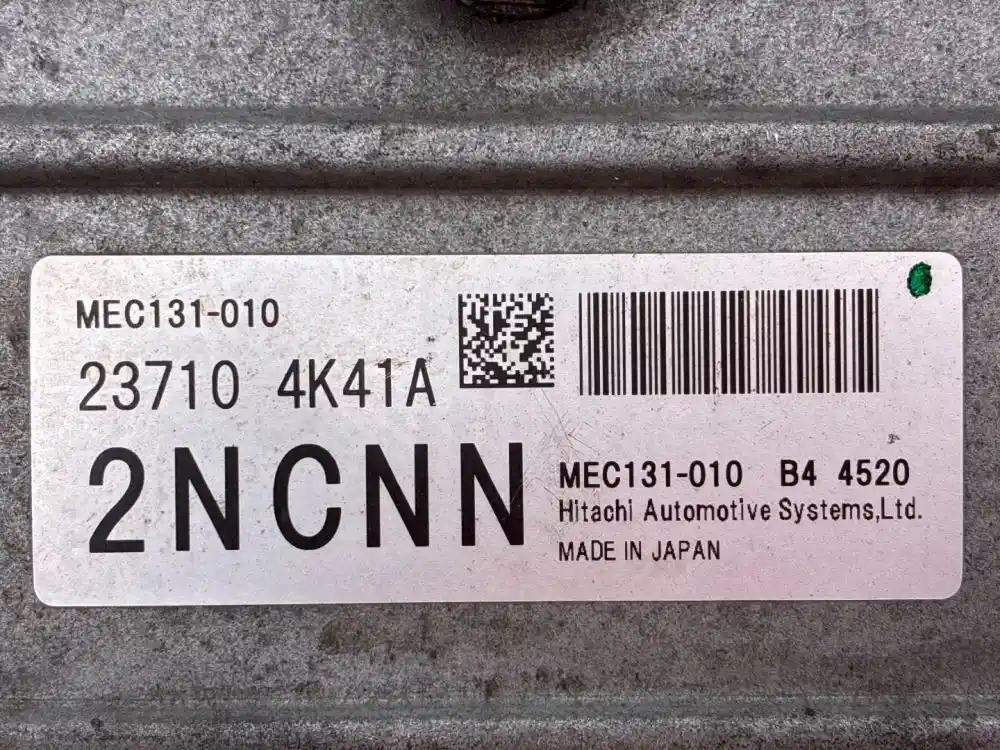 MEC131-010
23710 4K41A
2NCNN
MEC131-010 B4 4520
Hitachi Automotive Systems,Ltd.
MADE IN JAPAN